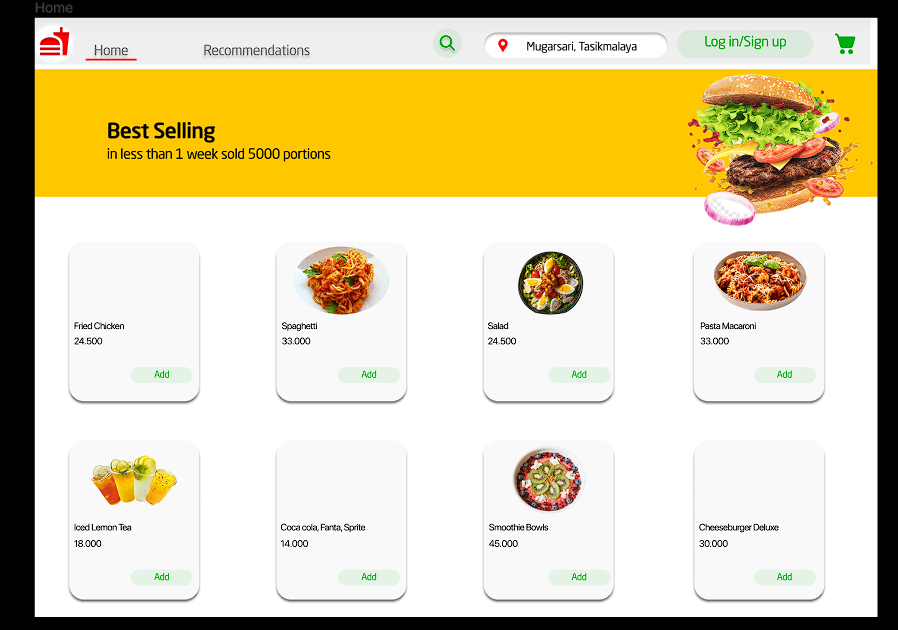 Home
Home
Recommendations
Mugarsari, Tasikmalaya
Log in/Sign up
Best Selling
in less than 1 week sold 5000 portions
Fried Chicken
24.500
Add
Spaghetti
33.000
Add
Salad
24.500
Add
Pasta Macaroni
33.000
Add
Iced Lemon Tea
18.000
Add
Coca cola, Fanta, Sprite
14.000
Add
Smoothie Bowls
45.000
Add
Cheeseburger Deluxe
30.000
Add